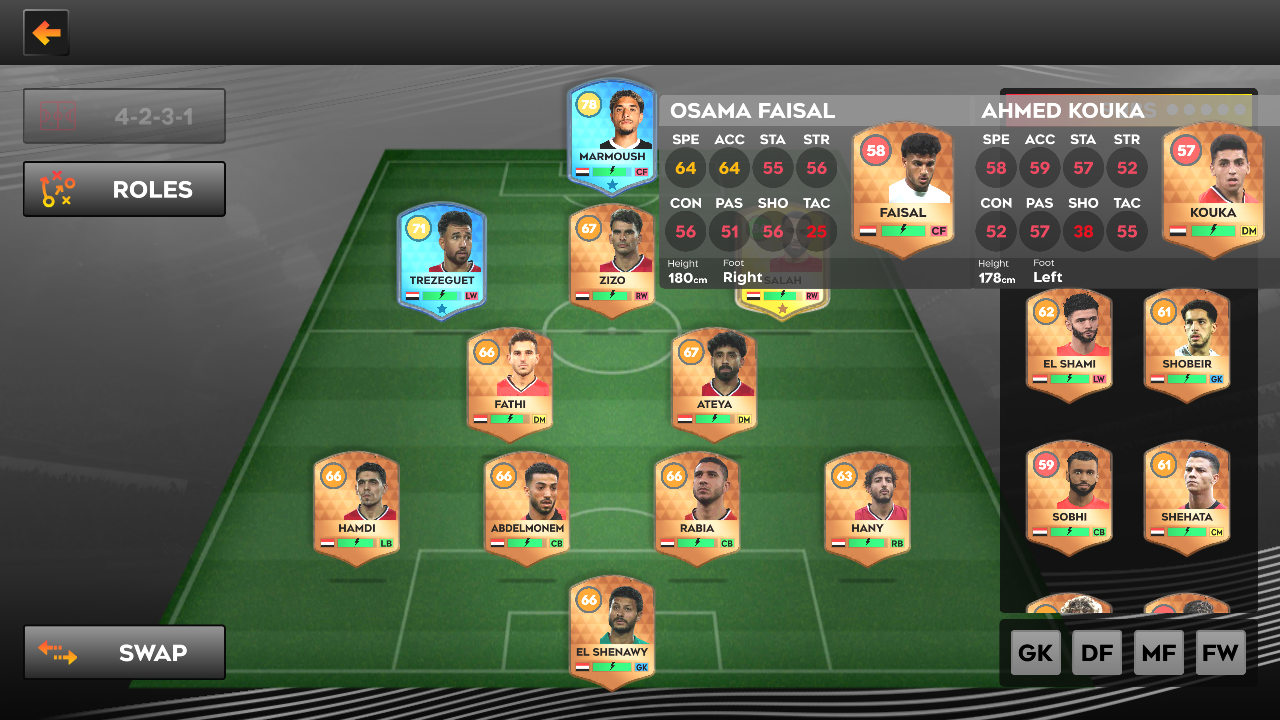 4-2-3-1
ROLES
78
MARMOUSH
CF
71
TREZEGUET
LW
67
ZIZO
RW
SALAH
RW
66
FATHI
DM
67
ATEYA
DM
66
HAMDI
LB
66
ABDELMONEM
CB
66
RABIA
CB
63
HANY
RB
66
EL SHENAWY
GK
OSAMA FAISAL
SPE ACC STA STR
64 64 55 56
CON PAS SHO TAC
56 51 56 25
Height Foot
180cm Right
58
FAISAL
CF
AHMED KOUKA
SPE ACC STA STR
58 59 57 52
CON PAS SHO TAC
52 57 38 55
Height Foot
178cm Left
57
KOUKA
DM
62
EL SHAMI
LW
61
SHOBEIR
GK
59
SOBHI
CB
61
SHEHATA
CM
SWAP
GK DF MF FW